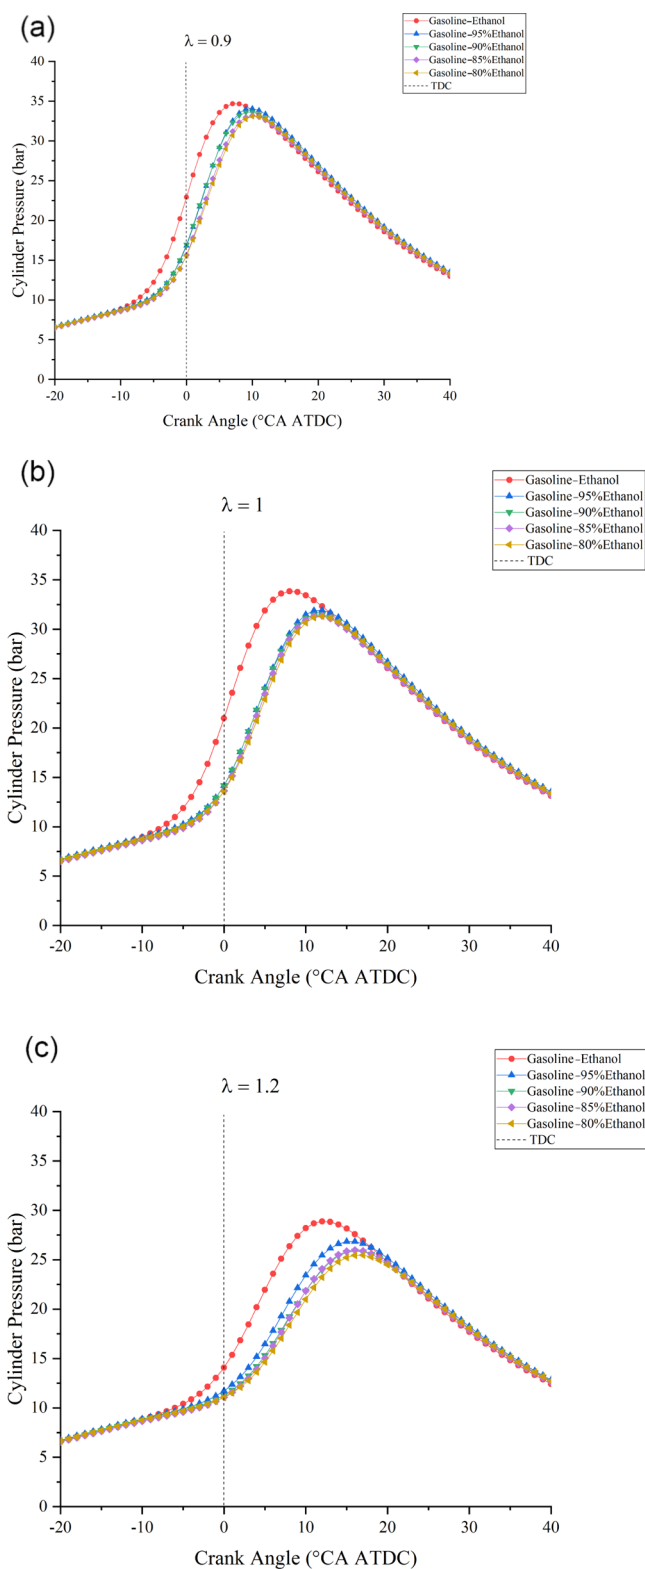 (a)
λ = 0.9
Gasoline-Ethanol
Gasoline-95%Ethanol
Gasoline-90%Ethanol
Gasoline-85%Ethanol
Gasoline-80%Ethanol
TDC
40
35
30
25
20
15
10
5
0
Cylinder Pressure (bar)
-20 -10 0 10 20 30 40
Crank Angle (°CA ATDC)
(b)
λ = 1
Gasoline-Ethanol
Gasoline-95%Ethanol
Gasoline-90%Ethanol
Gasoline-85%Ethanol
Gasoline-80%Ethanol
TDC
40
35
30
25
20
15
10
5
0
Cylinder Pressure (bar)
-20 -10 0 10 20 30 40
Crank Angle (°CA ATDC)
(c)
λ = 1.2
Gasoline-Ethanol
Gasoline-95%Ethanol
Gasoline-90%Ethanol
Gasoline-85%Ethanol
Gasoline-80%Ethanol
TDC
40
35
30
25
20
15
10
5
0
Cylinder Pressure (bar)
-20 -10 0 10 20 30 40
Crank Angle (°CA ATDC)